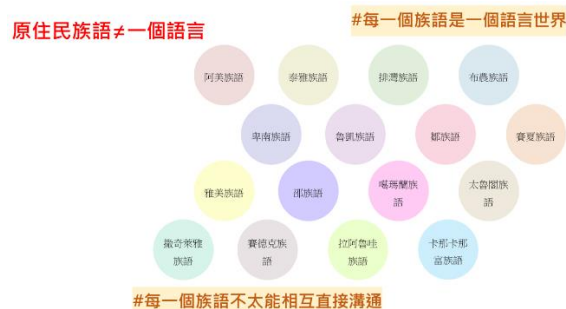 原住民族語≠一個語言
#每一個族語是一個語言世界
阿美族語
泰雅族語
排灣族語
布農族語
卑南族語
魯凱族語
鄒族語
賽夏族語
雅美族語
邵族語
噶瑪蘭族
語
太魯閣族
語
撒奇萊雅
族語
賽德克族
語
拉阿魯哇
族語
卡那卡那
富族語
#每一個族語不太能相互直接溝通